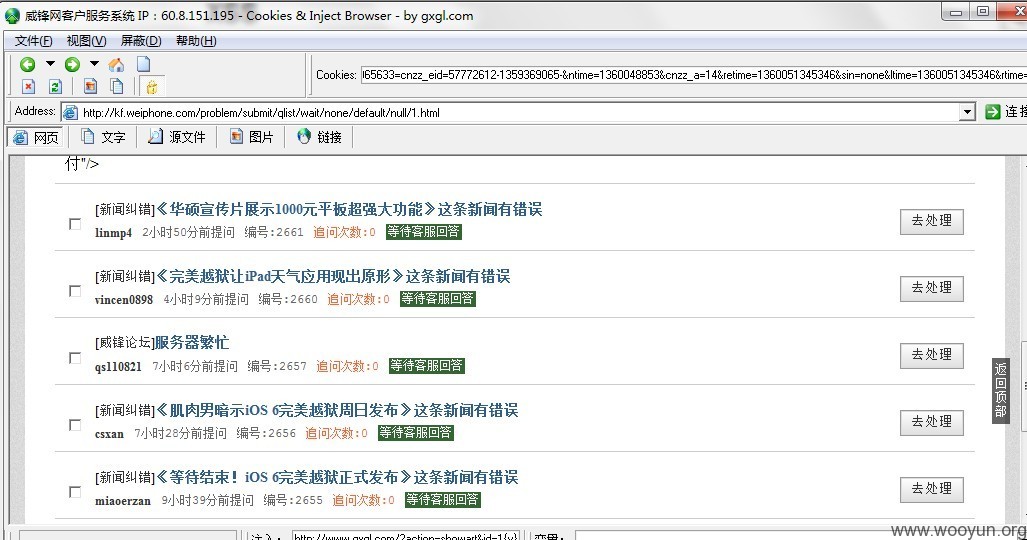 威锋网客户服务系统 IP：60.8.151.195 - Cookies & Inject Browser - by gxgl.com
文件(F) 视图(V) 屏蔽(D) 帮助(H)
Cookies: l65633=cnzz_eid=57772612-1359369065-&ntime=1360048853&cnzz_a=14&retime=1360051345346&sin=none&ltime=1360051345346&rtime=
Address: http://kf.weiphone.com/problem/submit/qlist/wait/none/default/null/1.html 连接
网页 文字 源文件 图片 链接
付"/>
[新闻纠错]《华硕宣传片展示1000元平板超强大功能》这条新闻有错误
linmp4 2小时50分前提问 编号:2661 追问次数:0 等待客服回答
去处理
[新闻纠错]《完美越狱让iPad天气应用现出原形》这条新闻有错误
vincen0898 4小时9分前提问 编号:2660 追问次数:0 等待客服回答
去处理
[威锋论坛]服务器繁忙
qs110821 7小时6分前提问 编号:2657 追问次数:0 等待客服回答
去处理
[新闻纠错]《肌肉男暗示iOS 6完美越狱周日发布》这条新闻有错误
csxan 7小时28分前提问 编号:2656 追问次数:0 等待客服回答
去处理
[新闻纠错]《等待结束！iOS 6完美越狱正式发布》这条新闻有错误
miaoerzan 9小时39分前提问 编号:2655 追问次数:0 等待客服回答
去处理
返回顶部
http://www.gxgl.com/?action=showart&id=1{y}
www.wooyun.org